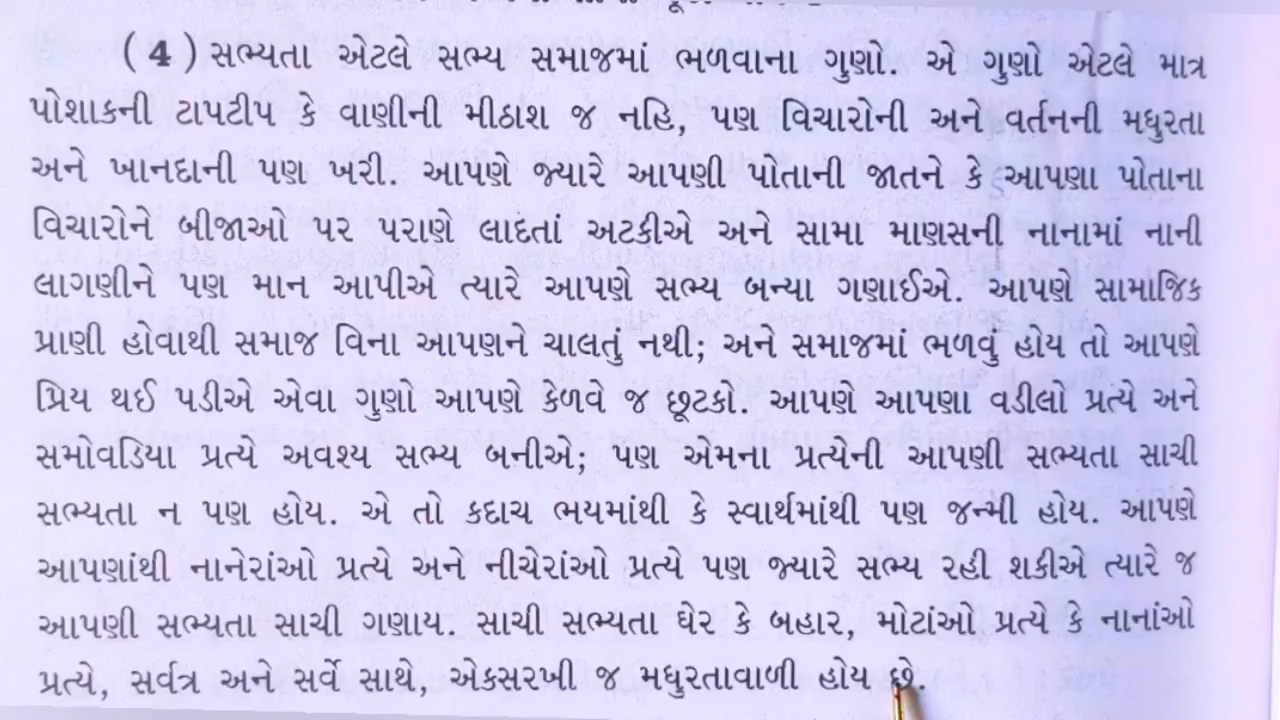 ( 4 ) સભ્યતા એટલે સભ્ય સમાજમાં ભળવાના ગુણો. એ ગુણો એટલે માત્ર
પોશાકની ટાપટીપ કે વાણીની મીઠાશ જ નહિ, પણ વિચારોની અને વર્તનની મધુરતા
અને ખાનદાની પણ ખરી. આપણે જ્યારે આપણી પોતાની જાતને કે આપણા પોતાના
વિચારોને બીજાઓ પર પરાણે લાદતાં અટકીએ અને સામા માણસની નાનામાં નાની
લાગણીને પણ માન આપીએ ત્યારે આપણે સભ્ય બન્યા ગણાઈએ. આપણે સામાજિક
પ્રાણી હોવાથી સમાજ વિના આપણને ચાલતું નથી; અને સમાજમાં ભળવું હોય તો આપણે
પ્રિય થઈ પડીએ એવા ગુણો આપણે કેળવે જ છૂટકો. આપણે આપણા વડીલો પ્રત્યે અને
સમોવડિયા પ્રત્યે અવશ્ય સભ્ય બનીએ; પણ એમના પ્રત્યેની આપણી સભ્યતા સાચી
સભ્યતા ન પણ હોય. એ તો કદાચ ભયમાંથી કે સ્વાર્થમાંથી પણ જન્મી હોય. આપણે
આપણાંથી નાનેરાંઓ પ્રત્યે અને નીચેરાંઓ પ્રત્યે પણ જ્યારે સભ્ય રહી શકીએ ત્યારે જ
આપણી સભ્યતા સાચી ગણાય. સાચી સભ્યતા ઘેર કે બહાર, મોટાંઓ પ્રત્યે કે નાનાંઓ
પ્રત્યે, સર્વત્ર અને સર્વે સાથે, એકસરખી જ મધુરતાવાળી હોય છે.